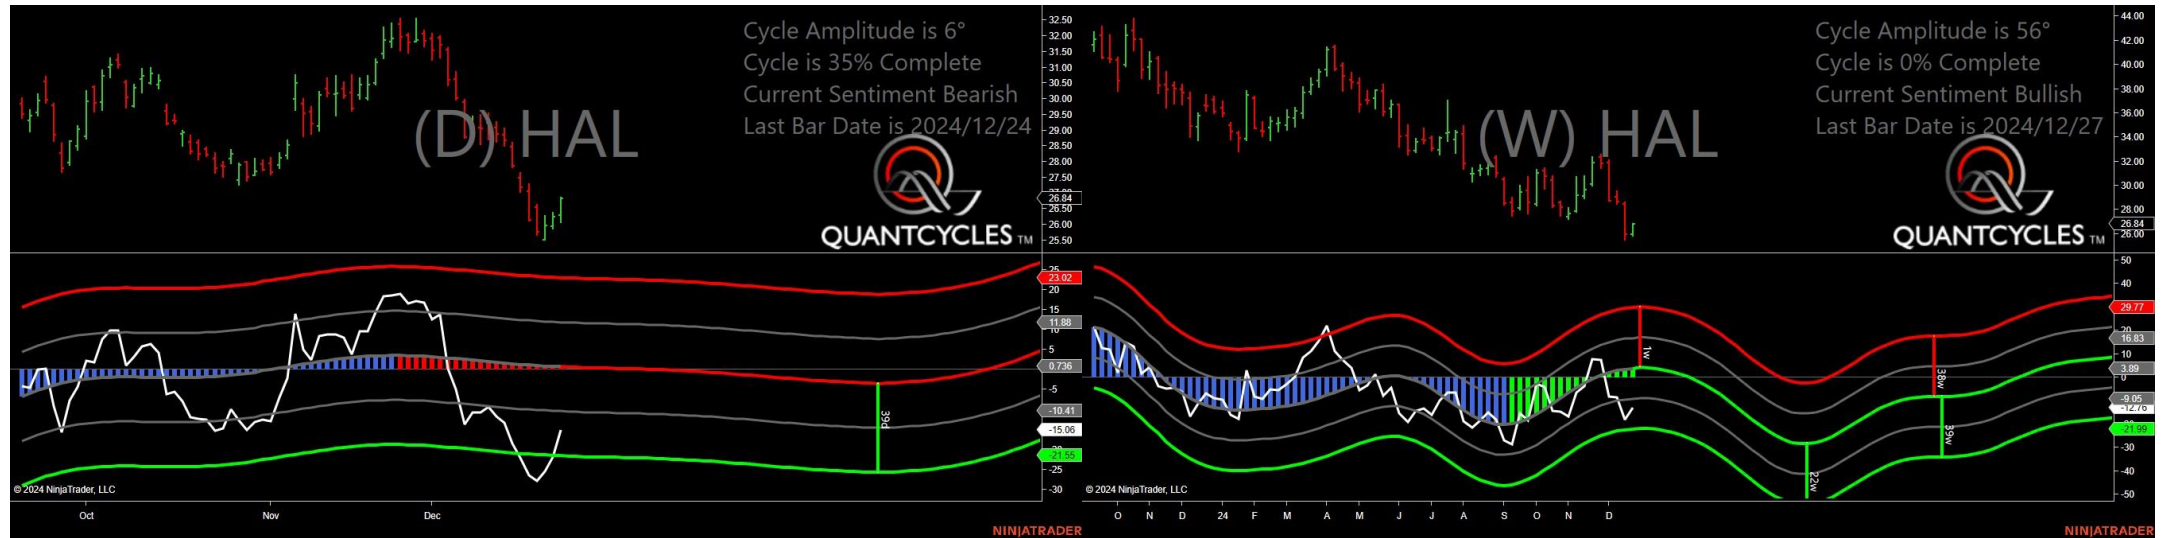 Cycle Amplitude is 6°
Cycle is 35% Complete
Current Sentiment Bearish
Last Bar Date is 2024/12/24
(D) HAL
QUANTCYCLES TM
32.50
32.00
31.50
31.00
30.50
30.00
29.50
29.00
28.50
28.00
27.50
26.84
26.50
26.00
25.50
25
23.02
20
15
11.88
10
5
0.736
-5
-10.41
-15.06
-21.55
-25
-30
39d
© 2024 NinjaTrader, LLC
Oct Nov Dec
NINJATRADER
Cycle Amplitude is 56°
Cycle is 0% Complete
Current Sentiment Bullish
Last Bar Date is 2024/12/27
(W) HAL
QUANTCYCLES TM
44.00
42.00
40.00
38.00
36.00
34.00
32.00
30.00
28.00
26.84
26.00
50
40
29.77
20
16.83
10
3.89
0
-9.05
-12.76
-21.99
-30
-40
-50
1w
38w
39w
22w
© 2024 NinjaTrader, LLC
O N D 24 F M A M J J A S O N D
NINJATRADER